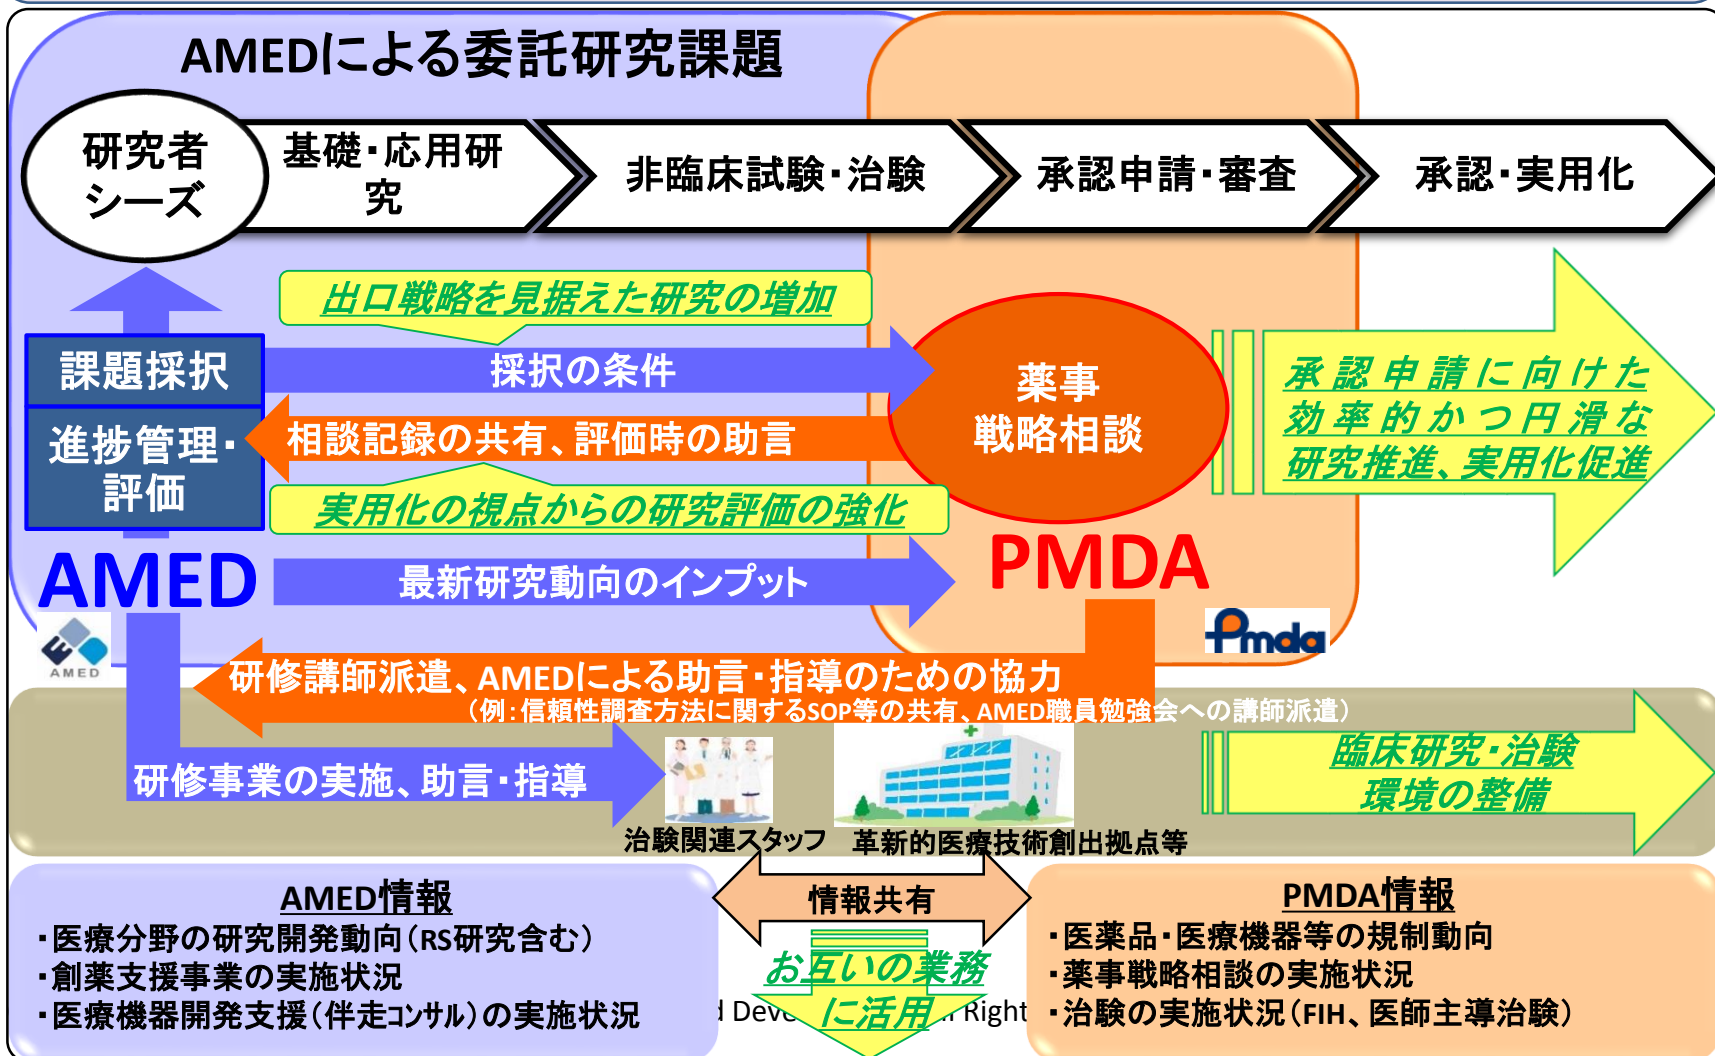 AMEDによる委託研究課題
研究者
シーズ
基礎・応用研
究
非臨床試験・治験
承認申請・審査
承認・実用化
出口戦略を見据えた研究の増加
課題採択
採択の条件
薬事
戦略相談
承認申請に向けた
効率的かつ円滑な
研究推進、実用化促進
進捗管理・
評価
相談記録の共有、評価時の助言
実用化の視点からの研究評価の強化
AMED
最新研究動向のインプット
PMDA
AMED
Pmda
研修講師派遣、AMEDによる助言・指導のための協力
（例：信頼性調査方法に関するSOP等の共有、AMED職員勉強会への講師派遣）
研修事業の実施、助言・指導
臨床研究・治験
環境の整備
治験関連スタッフ
革新的医療技術創出拠点等
AMED情報
・医療分野の研究開発動向（RS研究含む）
・創薬支援事業の実施状況
・医療機器開発支援（伴走コンサル）の実施状況
情報共有
お互いの業務
に活用
d Deve
Right
PMDA情報
・医薬品・医療機器等の規制動向
・薬事戦略相談の実施状況
・治験の実施状況（FIH、医師主導治験）